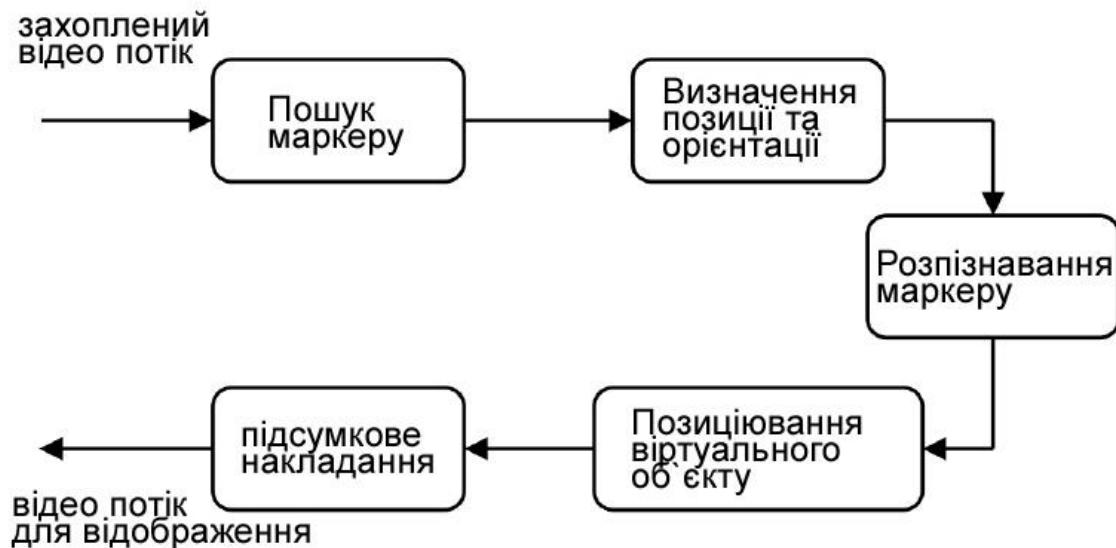 захоплений
відео потік
Пошук
маркеру
Визначення
позиції та
орієнтації
Розпізнавання
маркеру
Позиціювання
віртуального
об`єкту
підсумкове
накладання
відео потік
для відображення